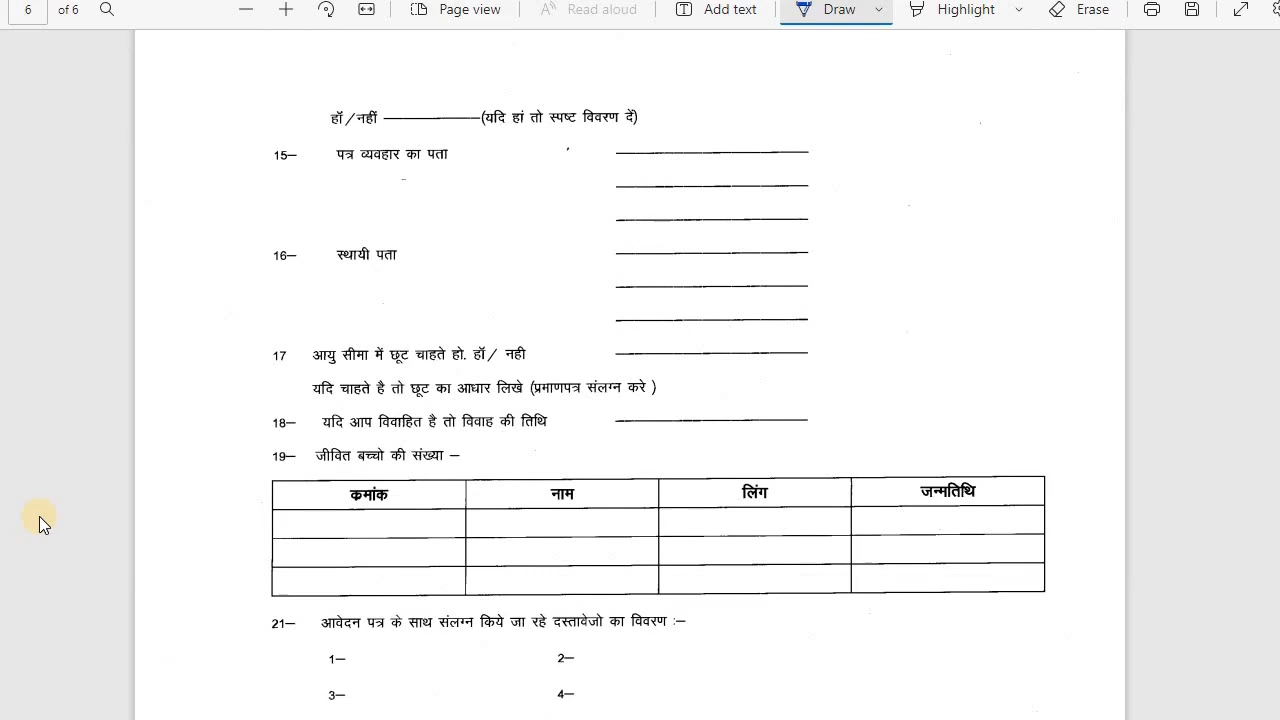 6 of 6 Page view Read aloud Add text Draw Highlight Erase
हॉ/नहीं ————(यदि हां तो स्पष्ट विवरण दें)
15— पत्र व्यवहार का पता
16— स्थायी पता
17 आयु सीमा में छूट चाहते हो. हॉ/ नही
यदि चाहते है तो छूट का आधार लिखे (प्रमाणपत्र संलग्न करे )
18— यदि आप विवाहित है तो विवाह की तिथि
19— जीवित बच्चो की संख्या —
क्रमांक नाम लिंग जन्मतिथि
21— आवेदन पत्र के साथ संलग्न किये जा रहे दस्तावेजो का विवरण :—
1— 2—
3— 4—